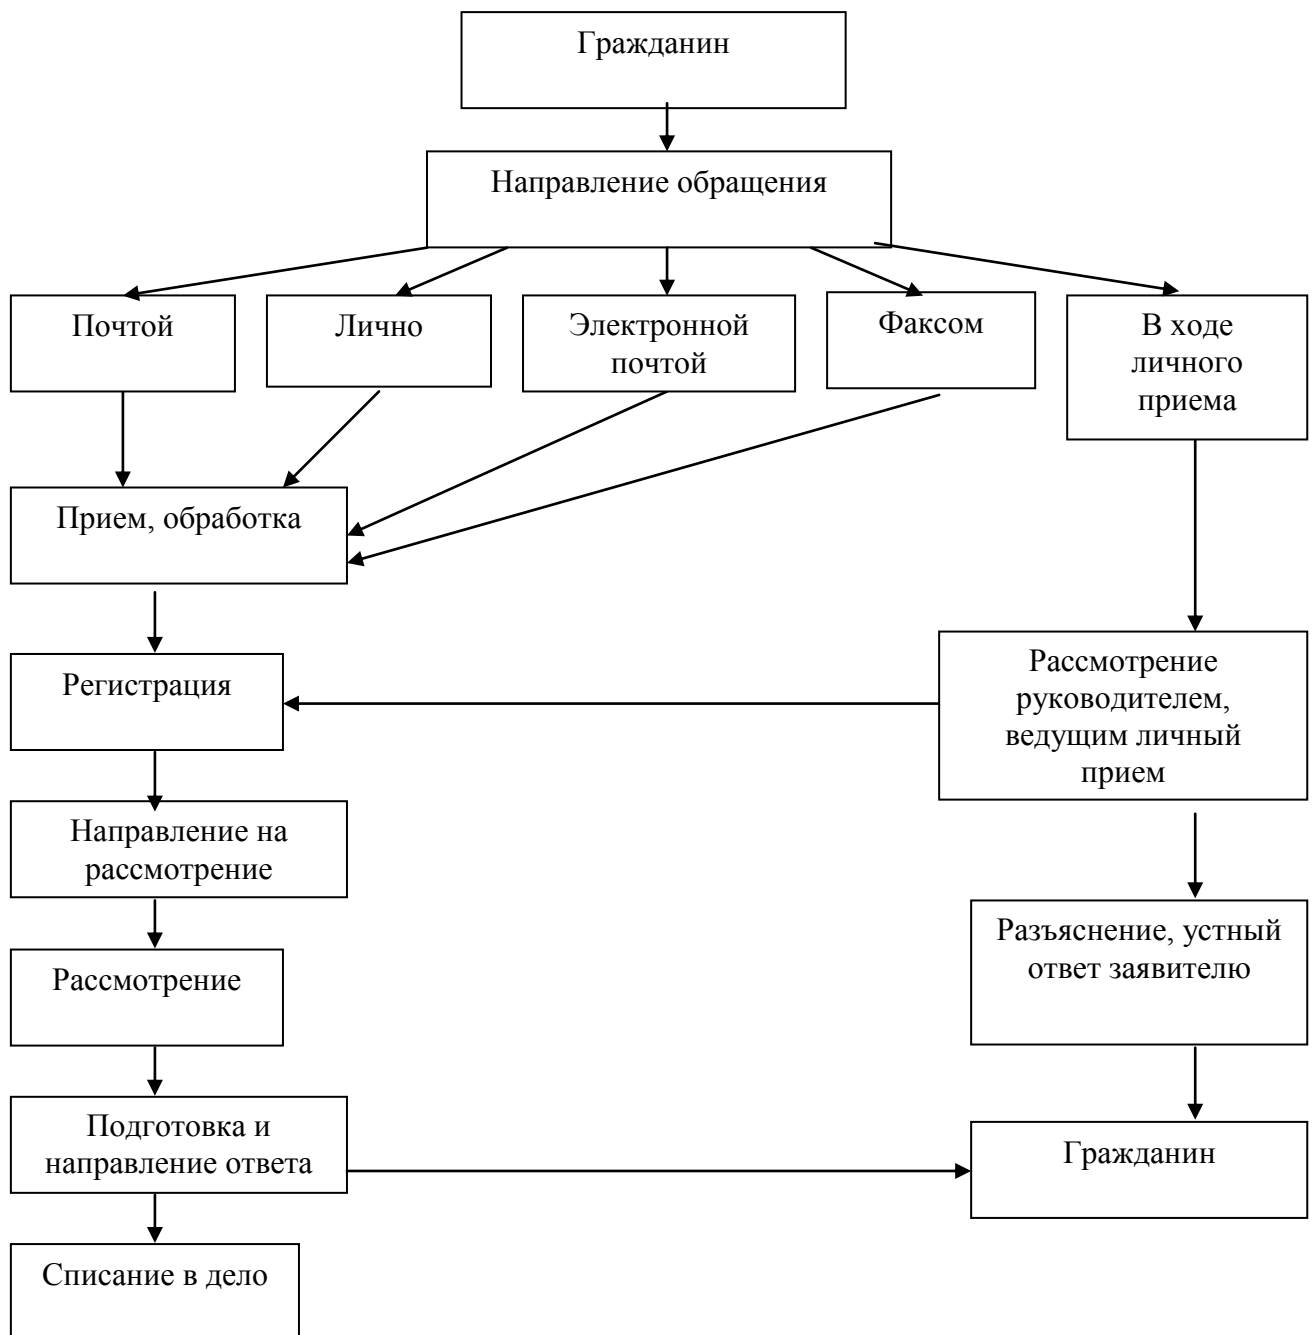 Гражданин
Направление обращения
Почтой
Лично
Электронной
почтой
Факсом
В ходе
личного
приема
Прием, обработка
Регистрация
Рассмотрение
руководителем,
ведущим личный
прием
Направление на
рассмотрение
Разъяснение, устный
ответ заявителю
Рассмотрение
Подготовка и
направление ответа
Гражданин
Списание в дело